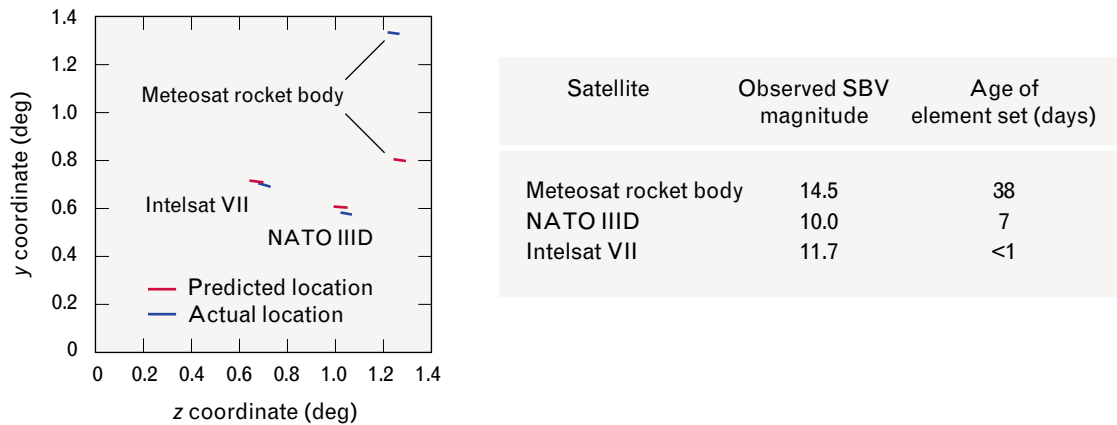 1.4
1.2
1.0
0.8
0.6
0.4
0.2
0
y coordinate (deg)
Meteosat rocket body
Intelsat VII
NATO IIID
Predicted location
Actual location
0 0.2 0.4 0.6 0.8 1.0 1.2 1.4
z coordinate (deg)
Satellite Observed SBV Age of
magnitude element set (days)
Meteosat rocket body 14.5 38
NATO IIID 10.0 7
Intelsat VII 11.7 <1